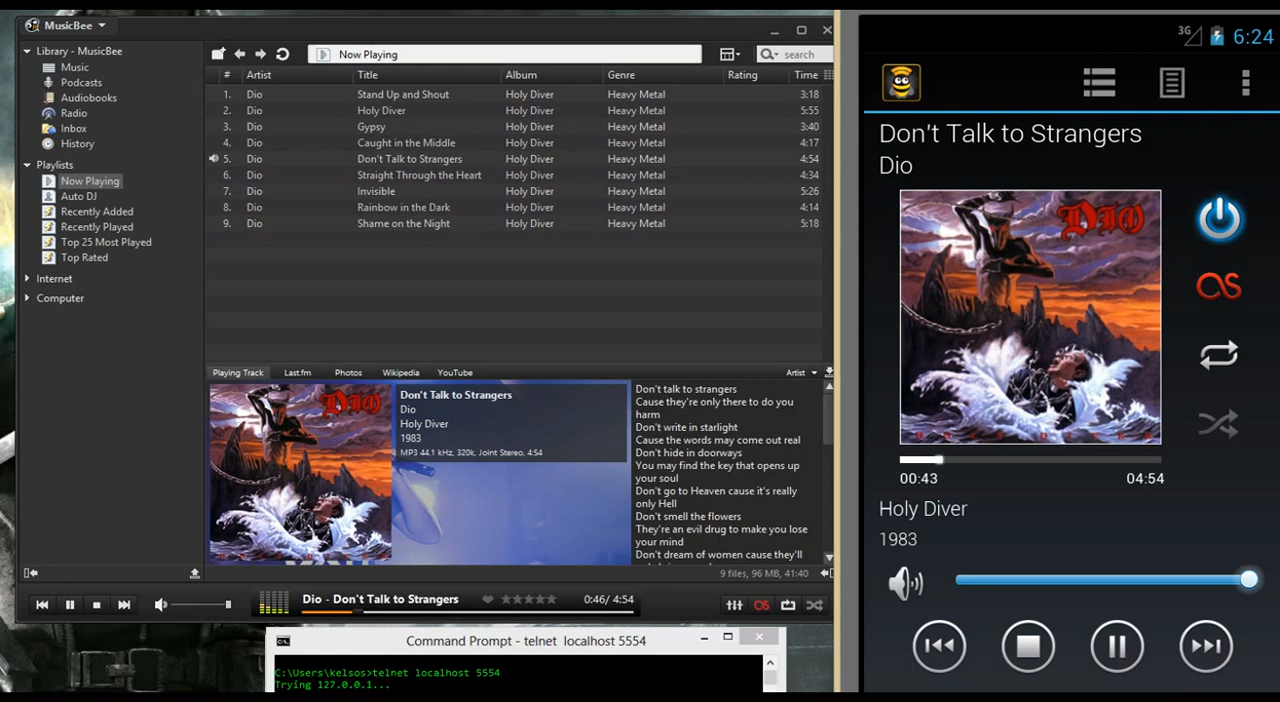 MusicBee
Library - MusicBee
Music
Podcasts
Audiobooks
Radio
Inbox
History
Playlists
Now Playing
Auto DJ
Recently Added
Recently Played
Top 25 Most Played
Top Rated
Internet
Computer
Now Playing
search
# Artist Title Album Genre Rating Time
1. Dio Stand Up and Shout Holy Diver Heavy Metal 3:18
2. Dio Holy Diver Holy Diver Heavy Metal 5:55
3. Dio Gypsy Holy Diver Heavy Metal 3:40
4. Dio Caught in the Middle Holy Diver Heavy Metal 4:17
5. Dio Don't Talk to Strangers Holy Diver Heavy Metal 4:54
6. Dio Straight Through the Heart Holy Diver Heavy Metal 4:34
7. Dio Invisible Holy Diver Heavy Metal 5:26
8. Dio Rainbow in the Dark Holy Diver Heavy Metal 4:14
9. Dio Shame on the Night Holy Diver Heavy Metal 5:18
Playing Track Last.fm Photos Wikipedia YouTube Artist
DIO
Don't Talk to Strangers
Dio
Holy Diver
1983
MP3 44.1 kHz, 320k, Joint Stereo, 4:54
Don't talk to strangers
Cause they're only there to do you
harm
Don't write in starlight
Cause the words may come out real
Don't hide in doorways
You may find the key that opens up
your soul
Don't go to Heaven cause it's really
only Hell
Don't smell the flowers
They're an evil drug to make you lose
your mind
Don't dream of women cause they'll
9 files, 96 MB, 41:40
Dio - Don't Talk to Strangers
0:46/ 4:54
Command Prompt - telnet localhost 5554
C:\Users\kelsos>telnet localhost 5554
Trying 127.0.0.1...
3G 6:24
Don't Talk to Strangers
Dio
DIO
00:43 04:54
Holy Diver
1983